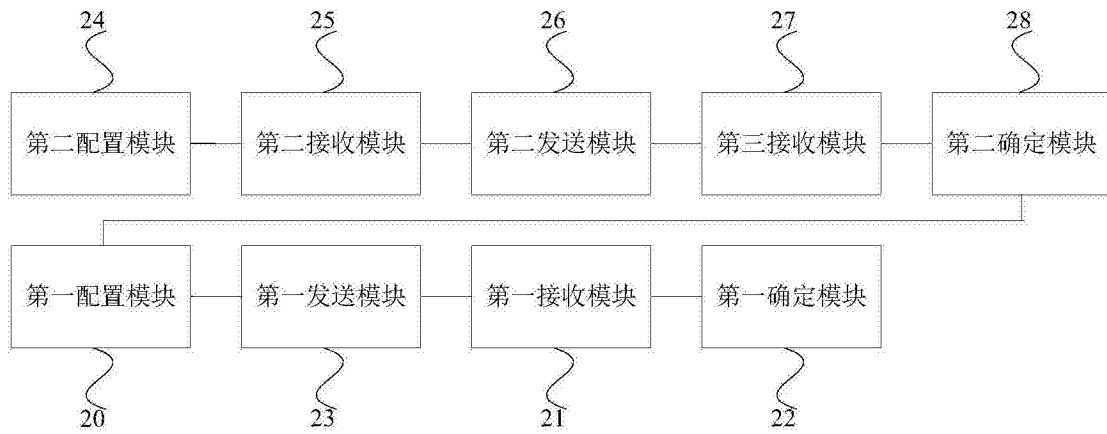 24 25 26 27 28
第二配置模块 第二接收模块 第二发送模块 第三接收模块 第二确定模块
第一配置模块 第一发送模块 第一接收模块 第一确定模块
20 23 21 22